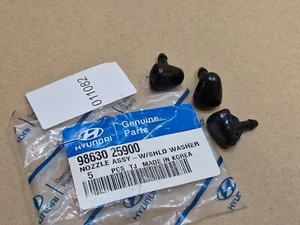 011082
Genuine
Parts
HYUNDAI
98630 25900
NOZZLE ASSY-W/SHLD WASHER
5 PCS TJ MADE IN KOREA